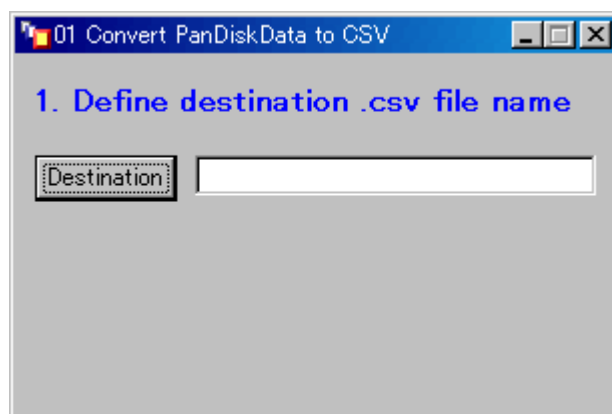 01 Convert PanDiskData to CSV
1. Define destination .csv file name
Destination